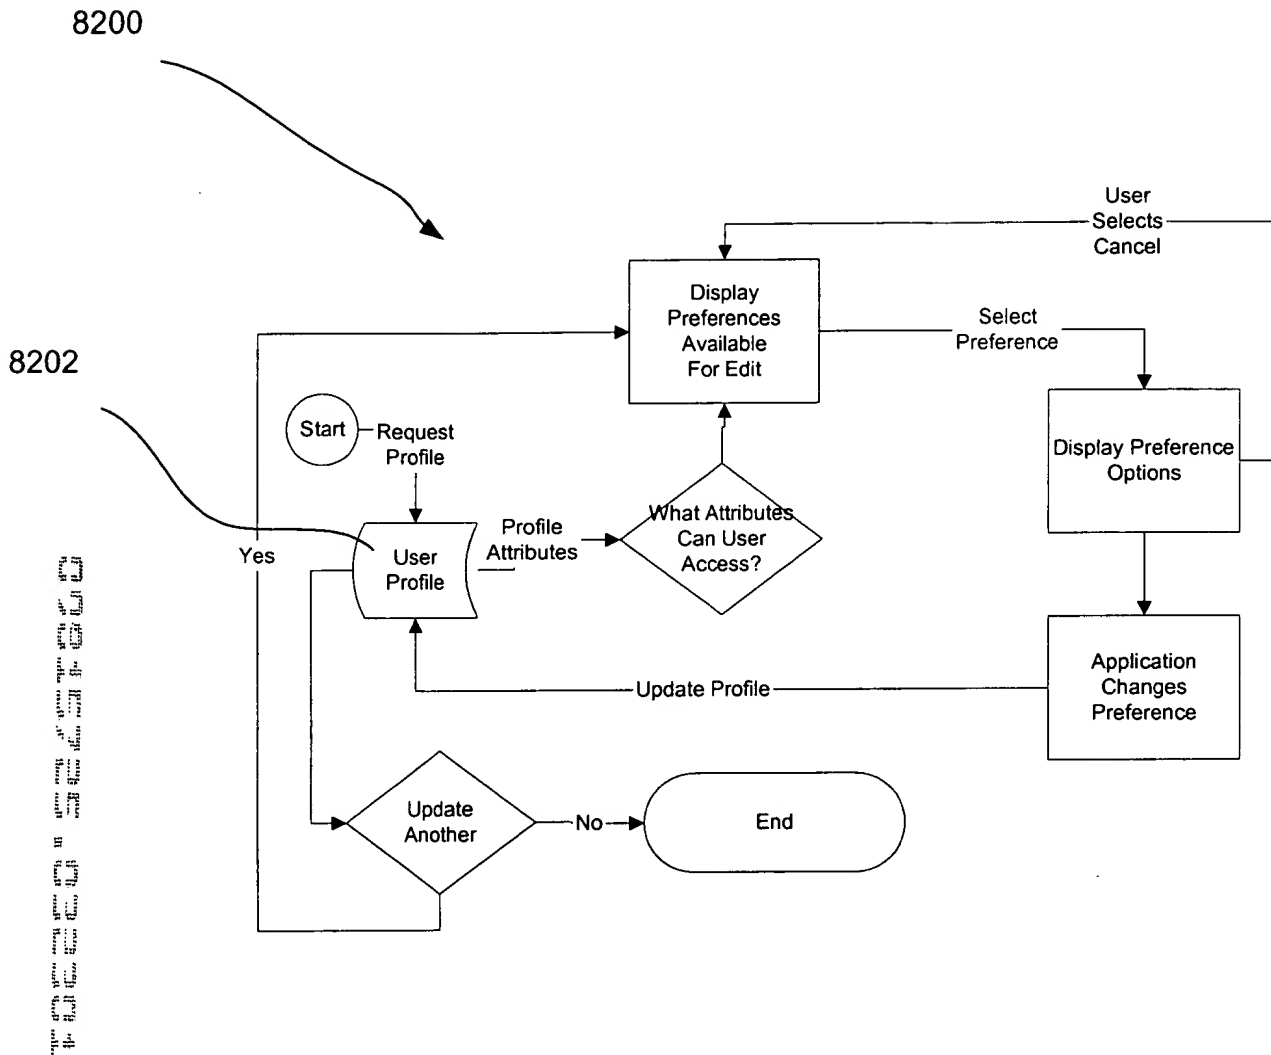 8200
User
Selects
Cancel
Display
Preferences
Available
For Edit
Select
Preference
8202
Start
Request
Profile
Display Preference
Options
What Attributes
Can User
Access?
Profile
Attributes
Yes
User
Profile
Application
Changes
Preference
Update Profile
Update
Another
No
End